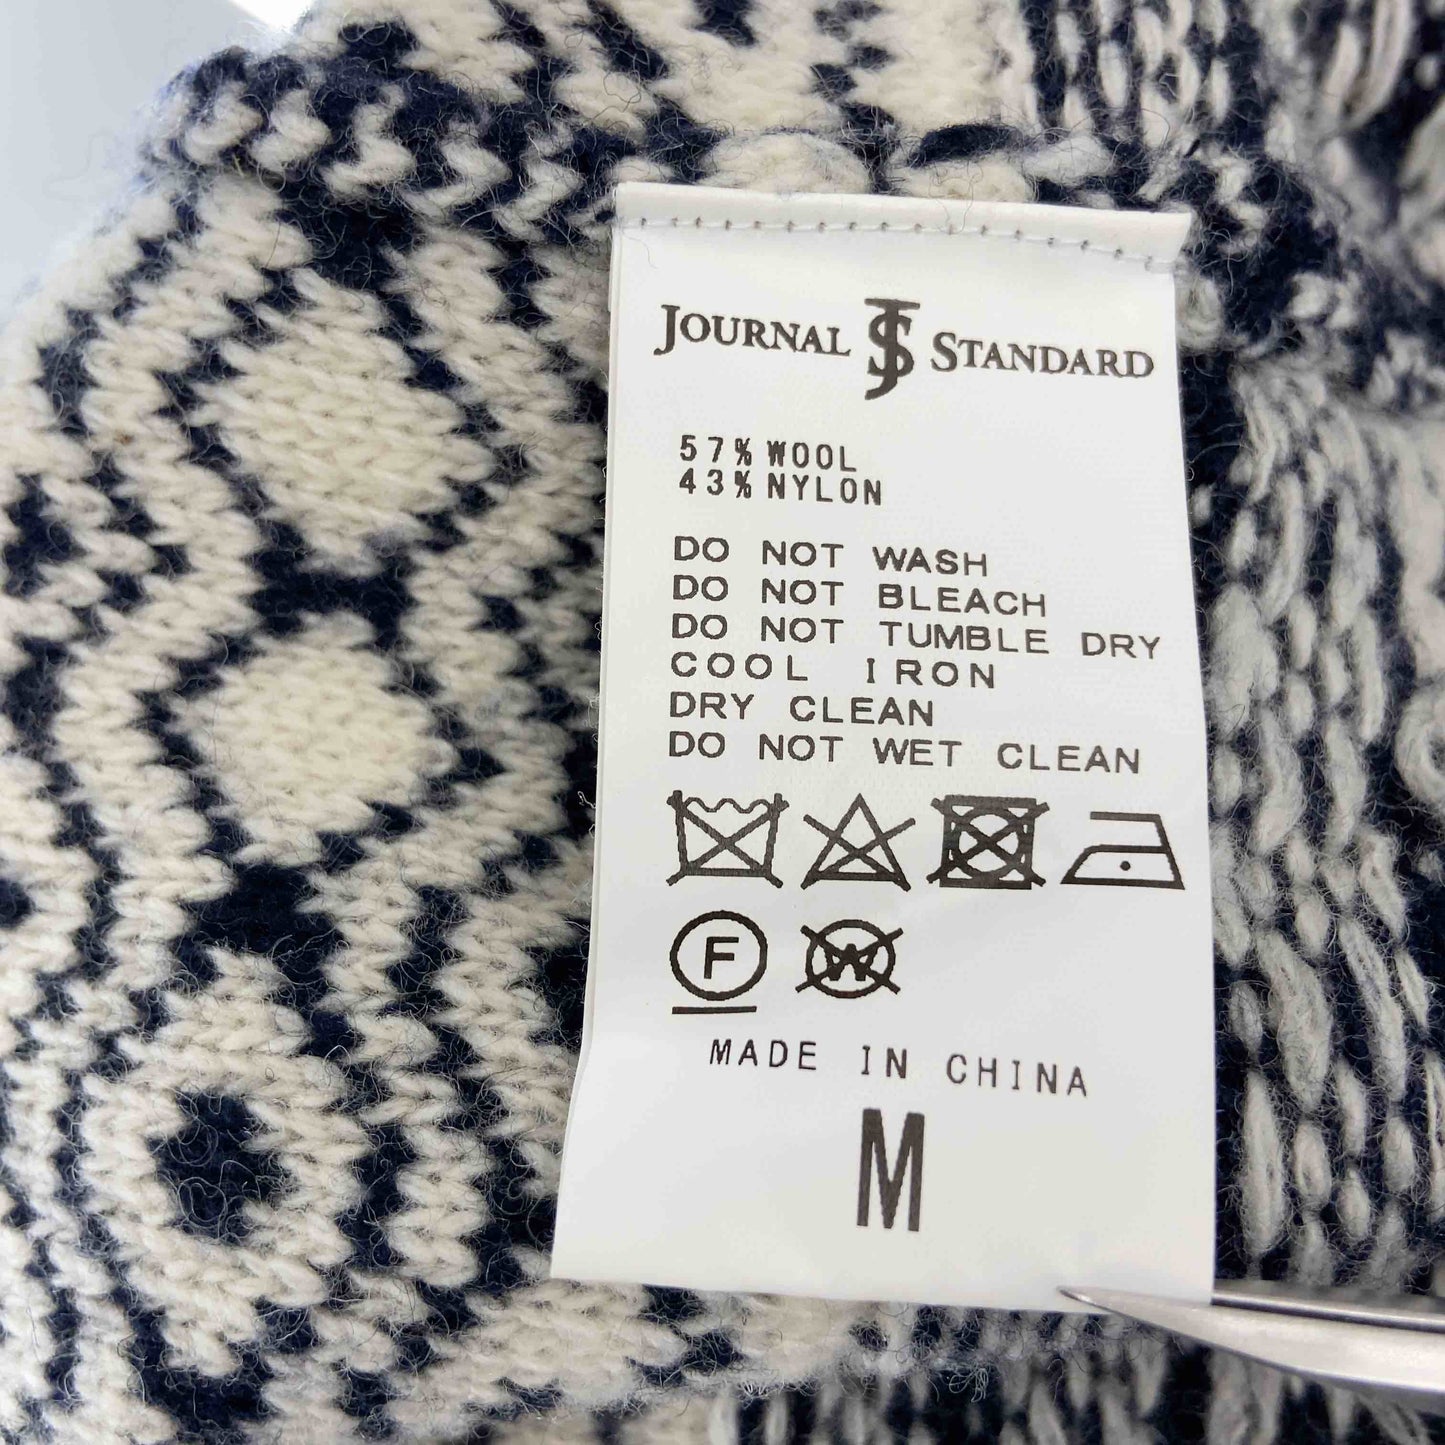 JOURNAL JS STANDARD
57% WOOL
43% NYLON
DO NOT WASH
DO NOT BLEACH
DO NOT TUMBLE DRY
COOL IRON
DRY CLEAN
DO NOT WET CLEAN
F W
MADE IN CHINA
M